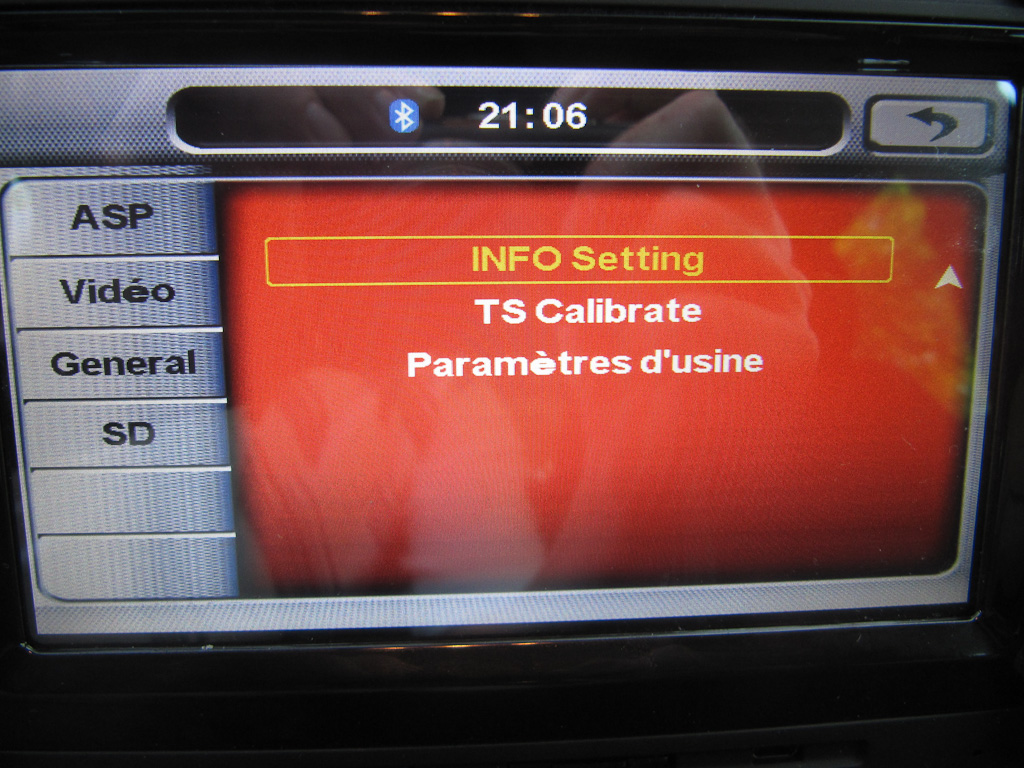 21:06
ASP
Vidéo
General
SD
INFO Setting
TS Calibrate
Paramètres d'usine